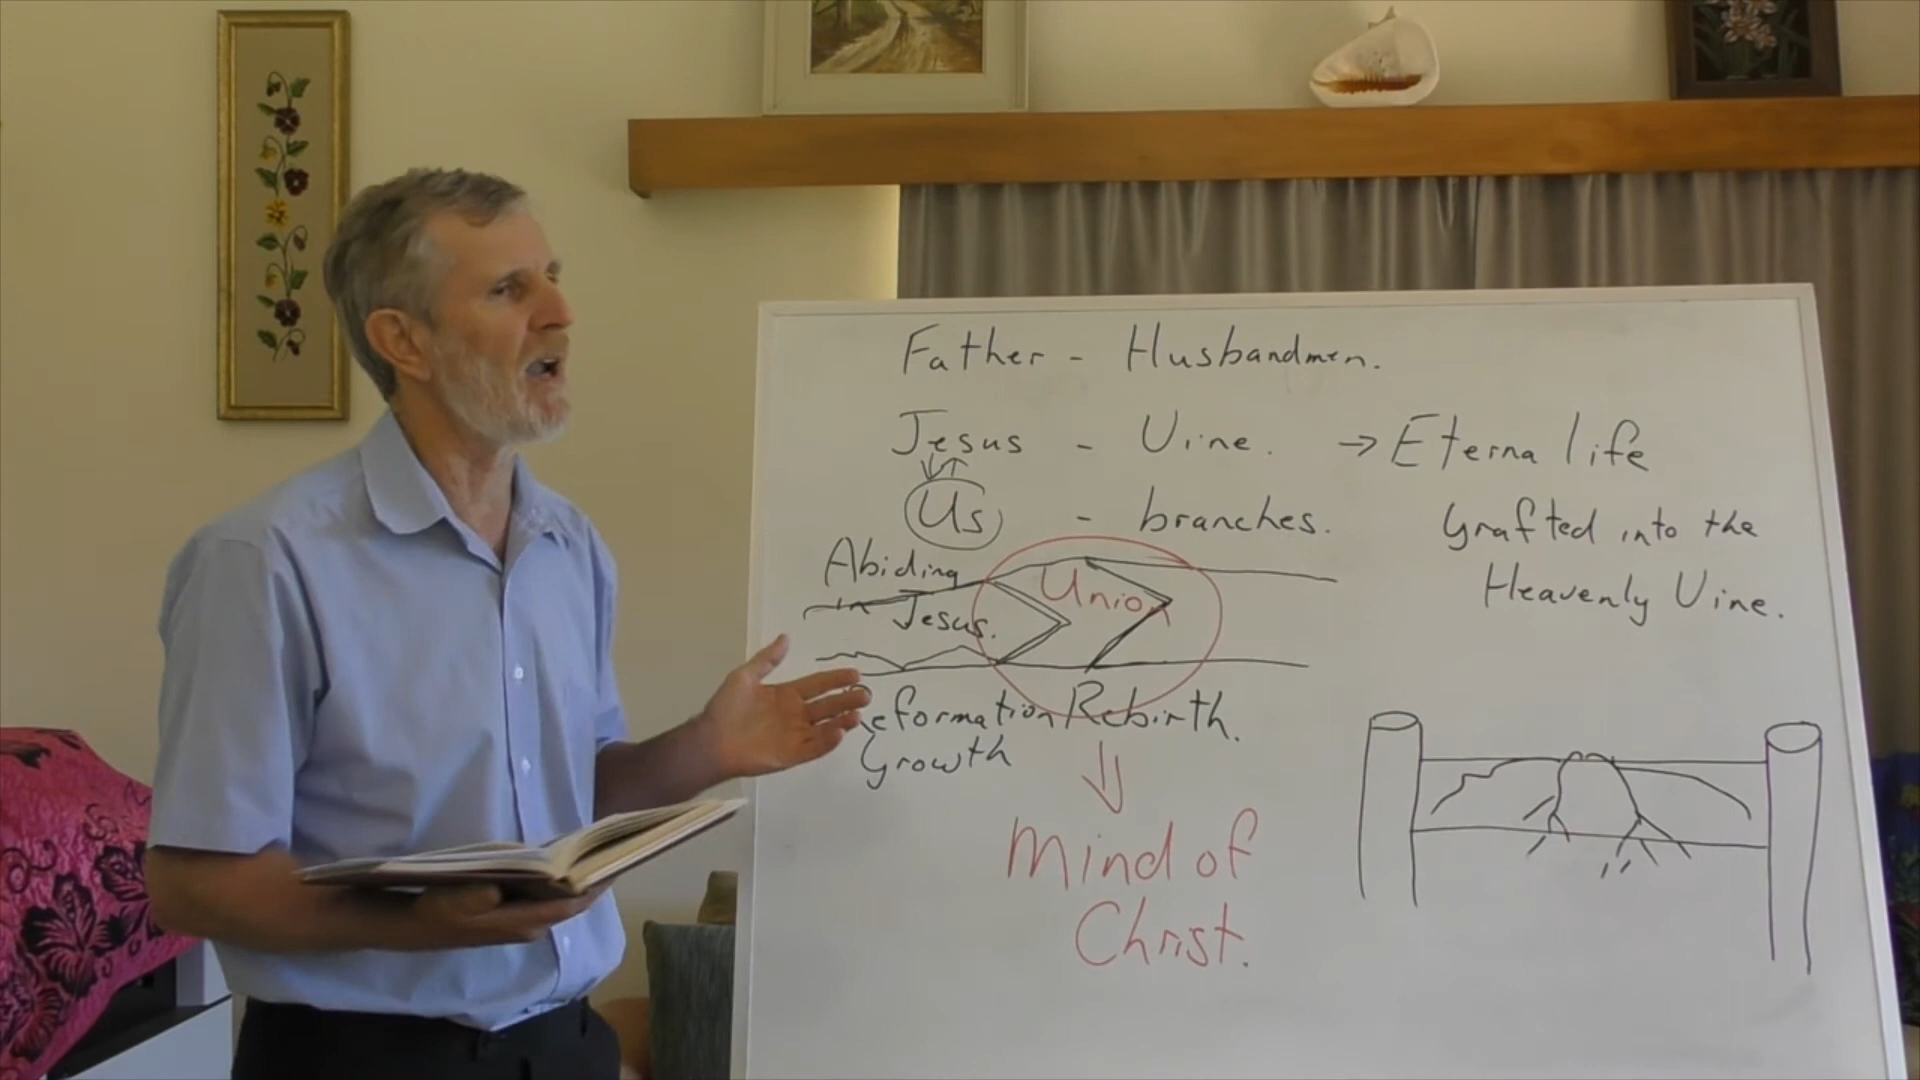 Father - Husbandmen.
Jesus - Vine. → Eternal life
Us - branches.
Grafted into the
Heavenly Vine.
Abiding
in Jesus.
Union
Reformation Rebirth.
Growth
Mind of
Christ.